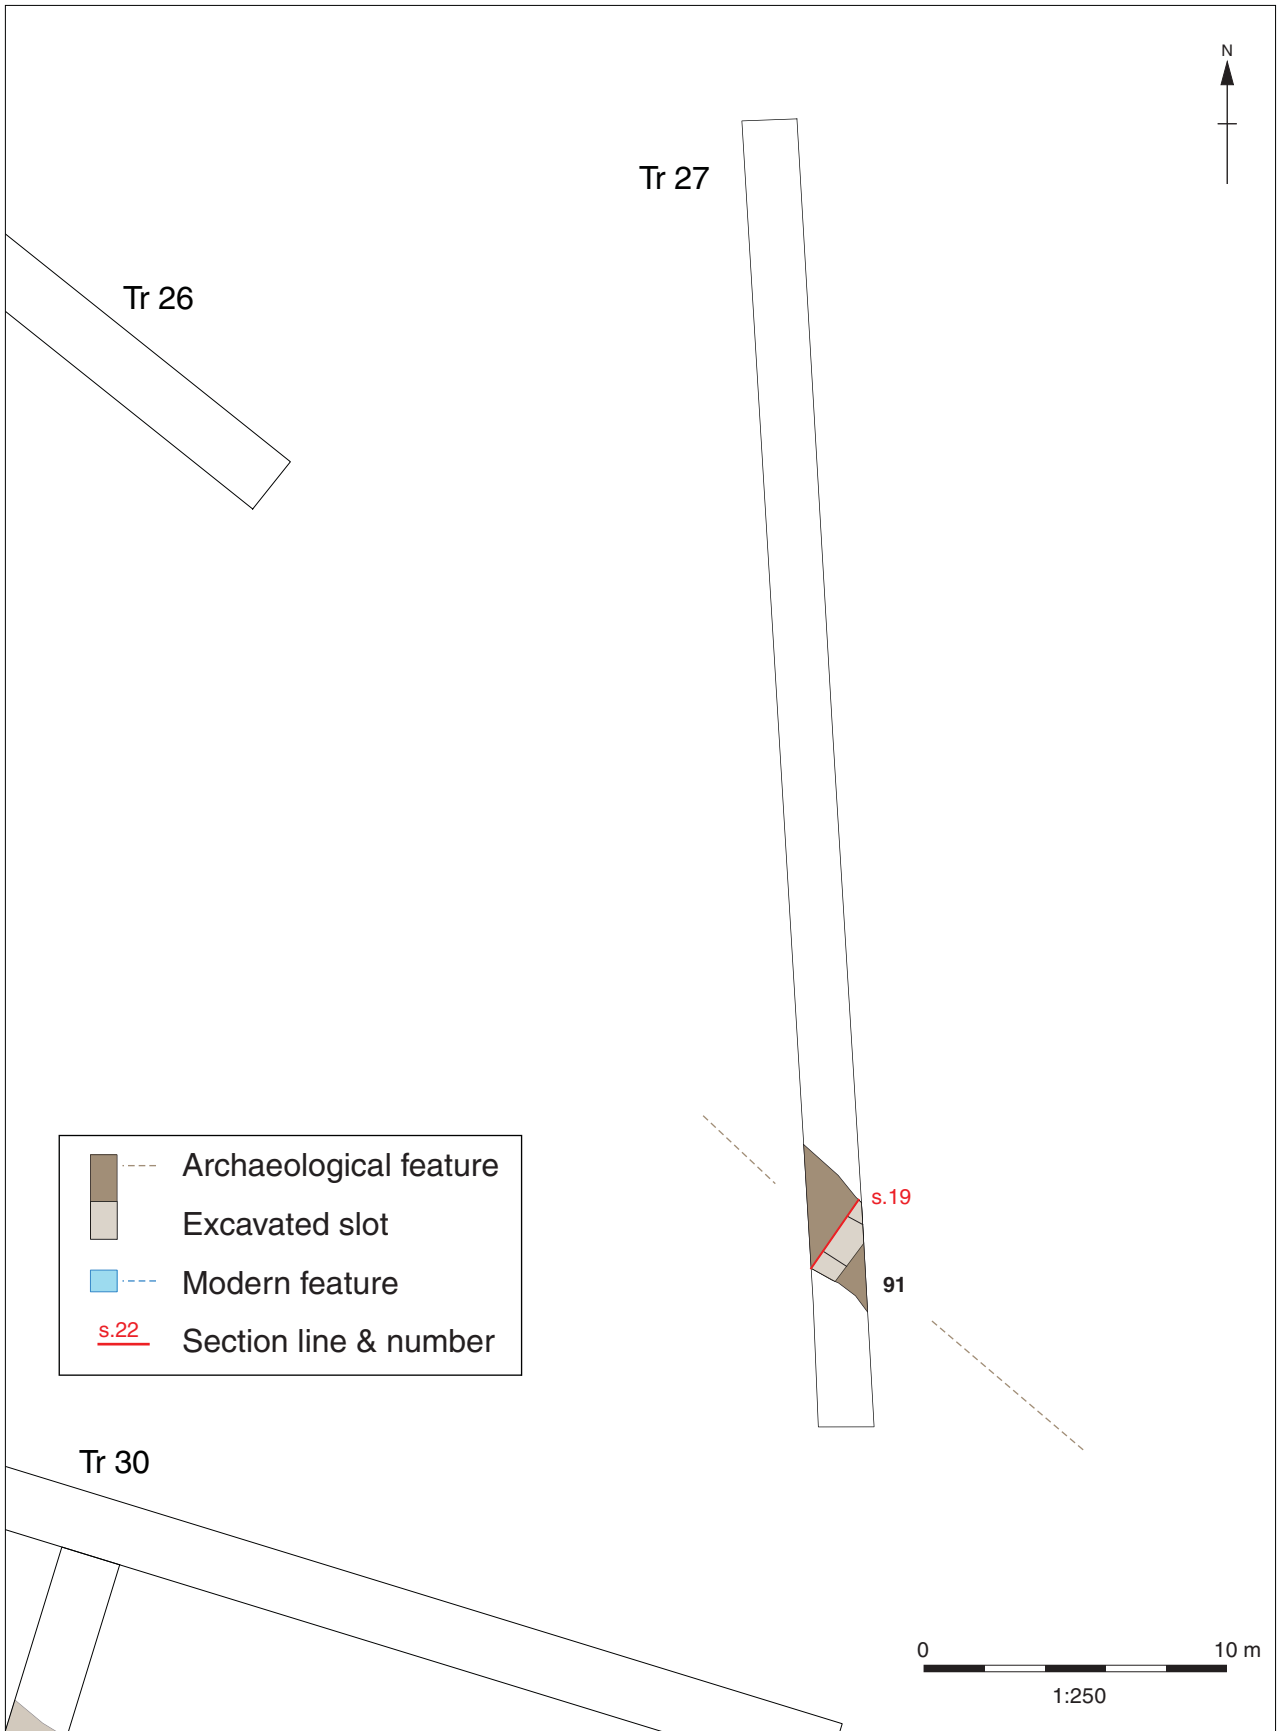 N
Tr 27
Tr 26
Archaeological feature
Excavated slot
Modern feature
s.22
Section line & number
s.19
91
Tr 30
0
10 m
1:250